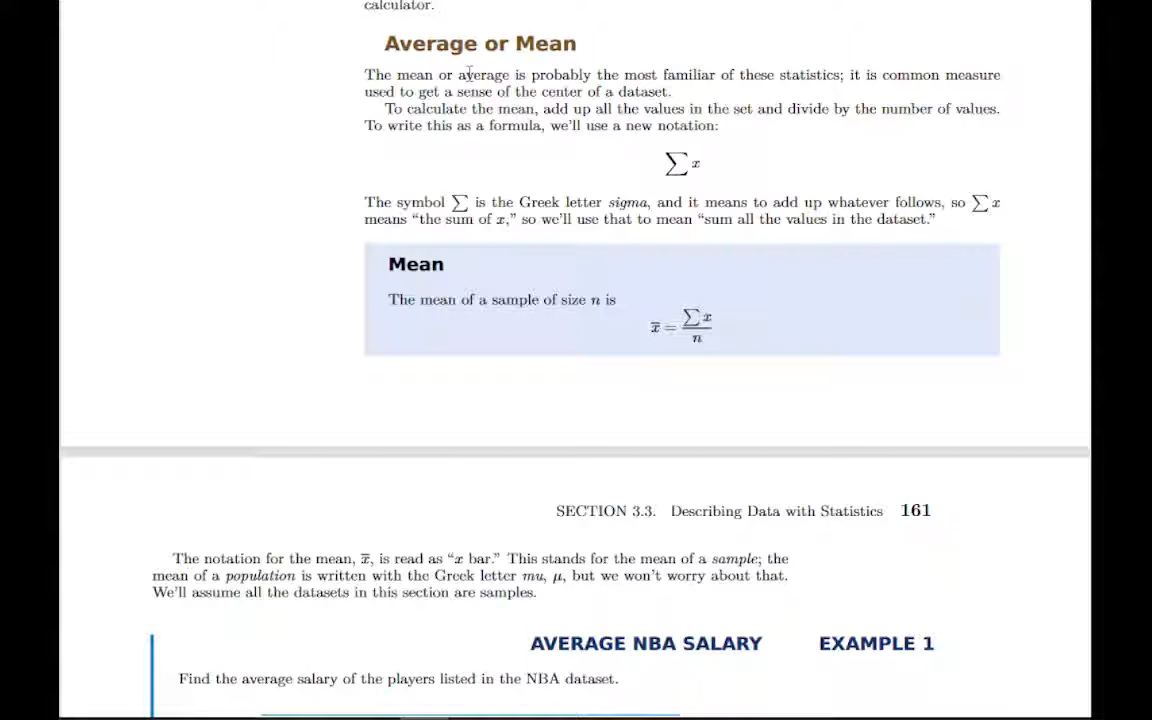 calculator.
Average or Mean
The mean or average is probably the most familiar of these statistics; it is common measure
used to get a sense of the center of a dataset.
To calculate the mean, add up all the values in the set and divide by the number of values.
To write this as a formula, we'll use a new notation:
∑ x
The symbol ∑ is the Greek letter sigma, and it means to add up whatever follows, so ∑ x
means “the sum of x,” so we'll use that to mean “sum all the values in the dataset.”
Mean
The mean of a sample of size n is
x̅ = ∑ x / n
SECTION 3.3. Describing Data with Statistics 161
The notation for the mean, x̅, is read as “x bar.” This stands for the mean of a sample; the
mean of a population is written with the Greek letter mu, μ, but we won't worry about that.
We'll assume all the datasets in this section are samples.
AVERAGE NBA SALARY EXAMPLE 1
Find the average salary of the players listed in the NBA dataset.